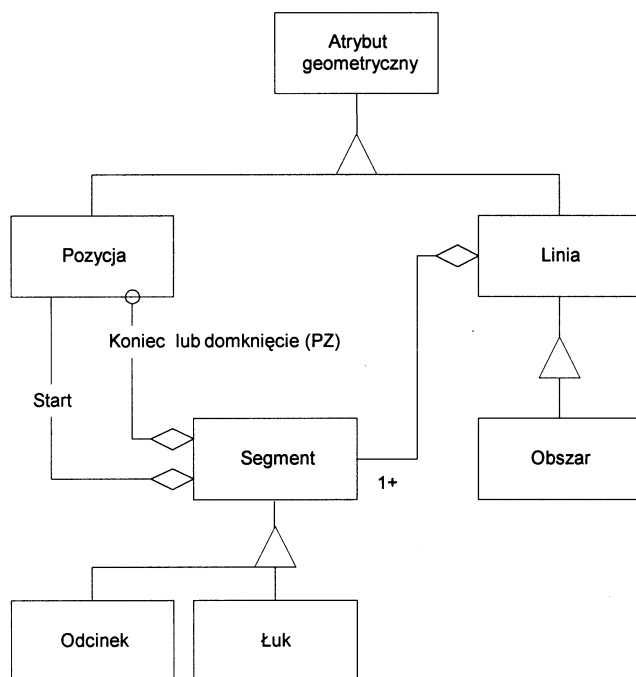 Atrybut
geometryczny
Pozycja
Linia
Koniec lub domknięcie (PZ)
Start
Segment
1+
Obszar
Odcinek
Łuk